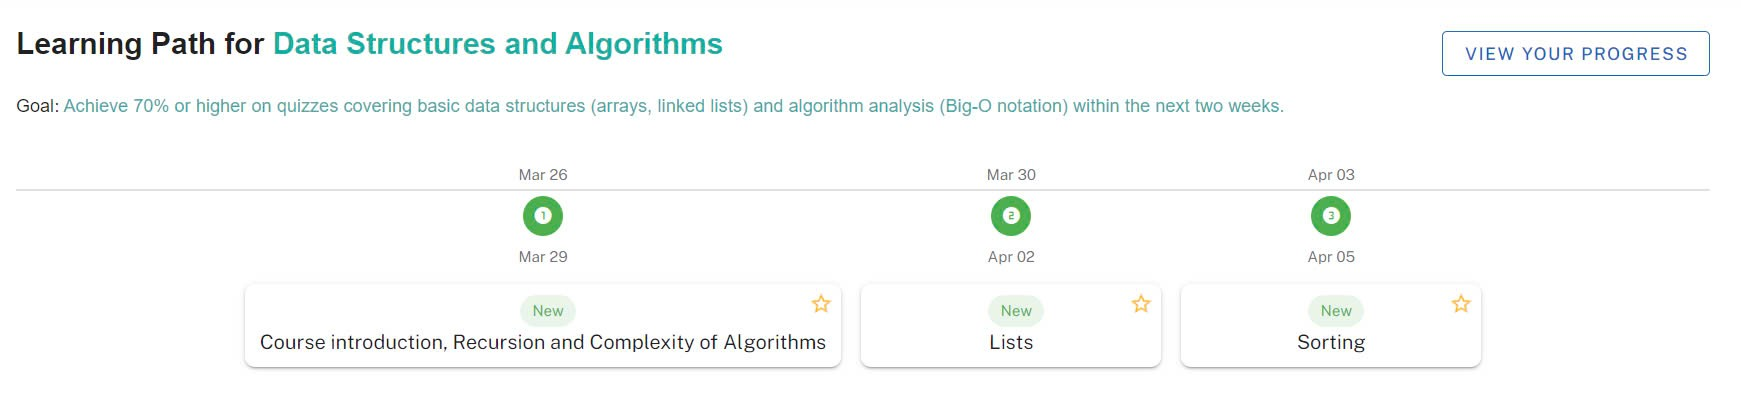 Learning Path for Data Structures and Algorithms
VIEW YOUR PROGRESS
Goal: Achieve 70% or higher on quizzes covering basic data structures (arrays, linked lists) and algorithm analysis (Big-O notation) within the next two weeks.
Mar 26
1
Mar 29
New
Course introduction, Recursion and Complexity of Algorithms
Mar 30
2
Apr 02
New
Lists
Apr 03
3
Apr 05
New
Sorting